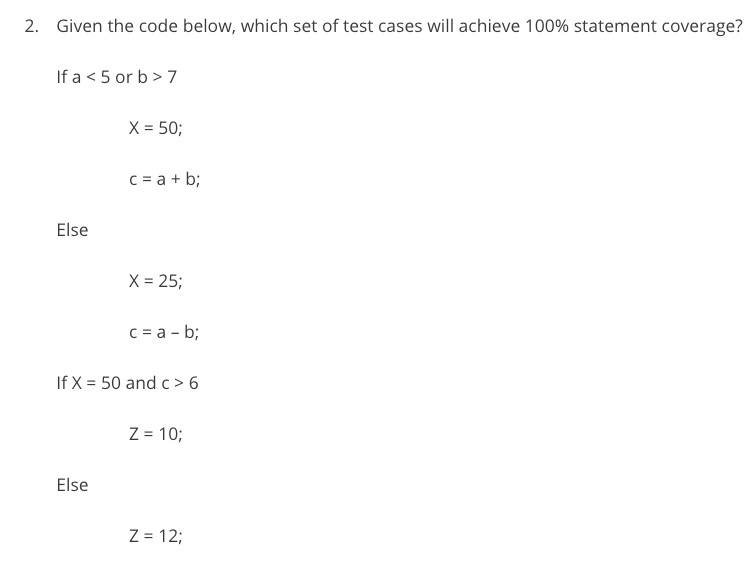 2. Given the code below, which set of test cases will achieve 100% statement coverage?
If a < 5 or b > 7
X = 50;
c = a + b;
Else
X = 25;
c = a – b;
If X = 50 and c > 6
Z = 10;
Else
Z = 12;